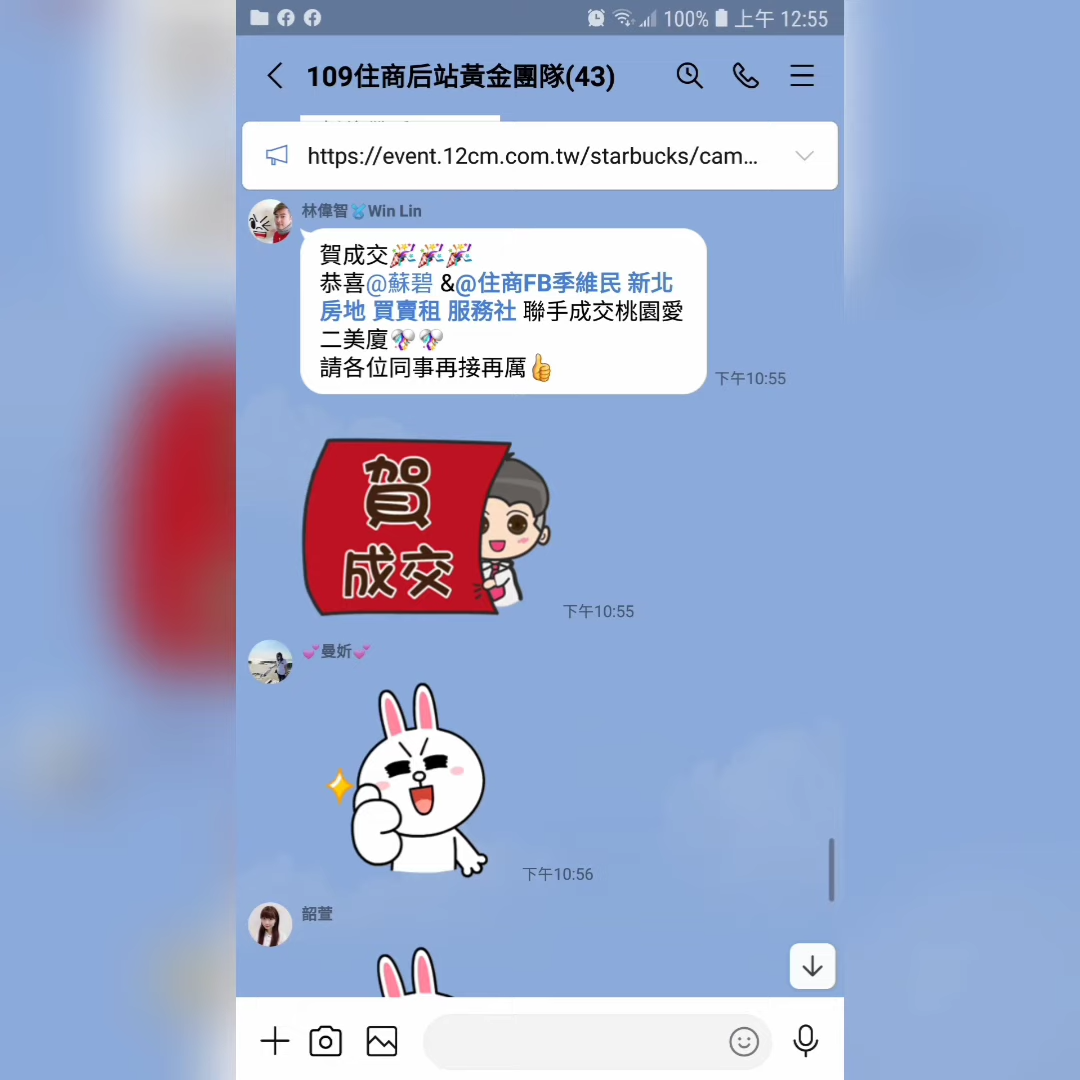 100% 上午 12:55
109住商后站黃金團隊(43)
https://event.12cm.com.tw/starbucks/cam...
林偉智 Win Lin
賀成交
恭喜@蘇碧 &@住商FB季維民 新北
房地 買賣租 服務社 聯手成交桃園愛
二美廈
請各位同事再接再厲
下午10:55
賀
成交
下午10:55
曼妡
下午10:56
韶萱